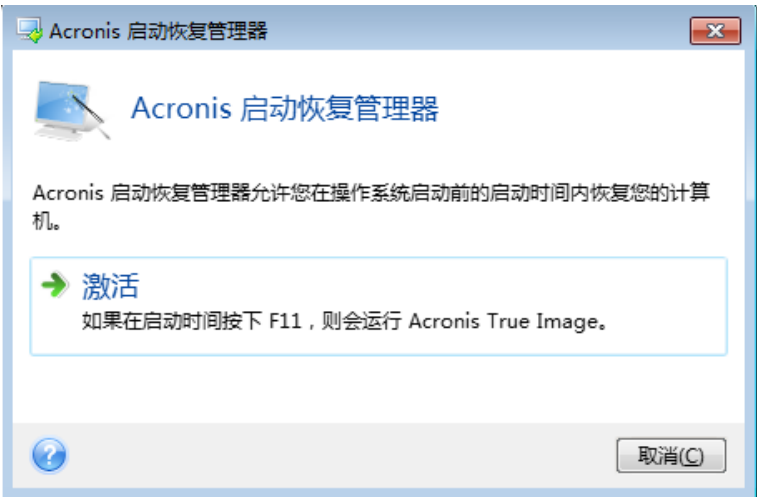 Acronis 启动恢复管理器
Acronis 启动恢复管理器
Acronis 启动恢复管理器允许您在操作系统启动前的启动时间内恢复您的计算
机。
激活
如果在启动时间按下 F11，则会运行 Acronis True Image。
取消(C)